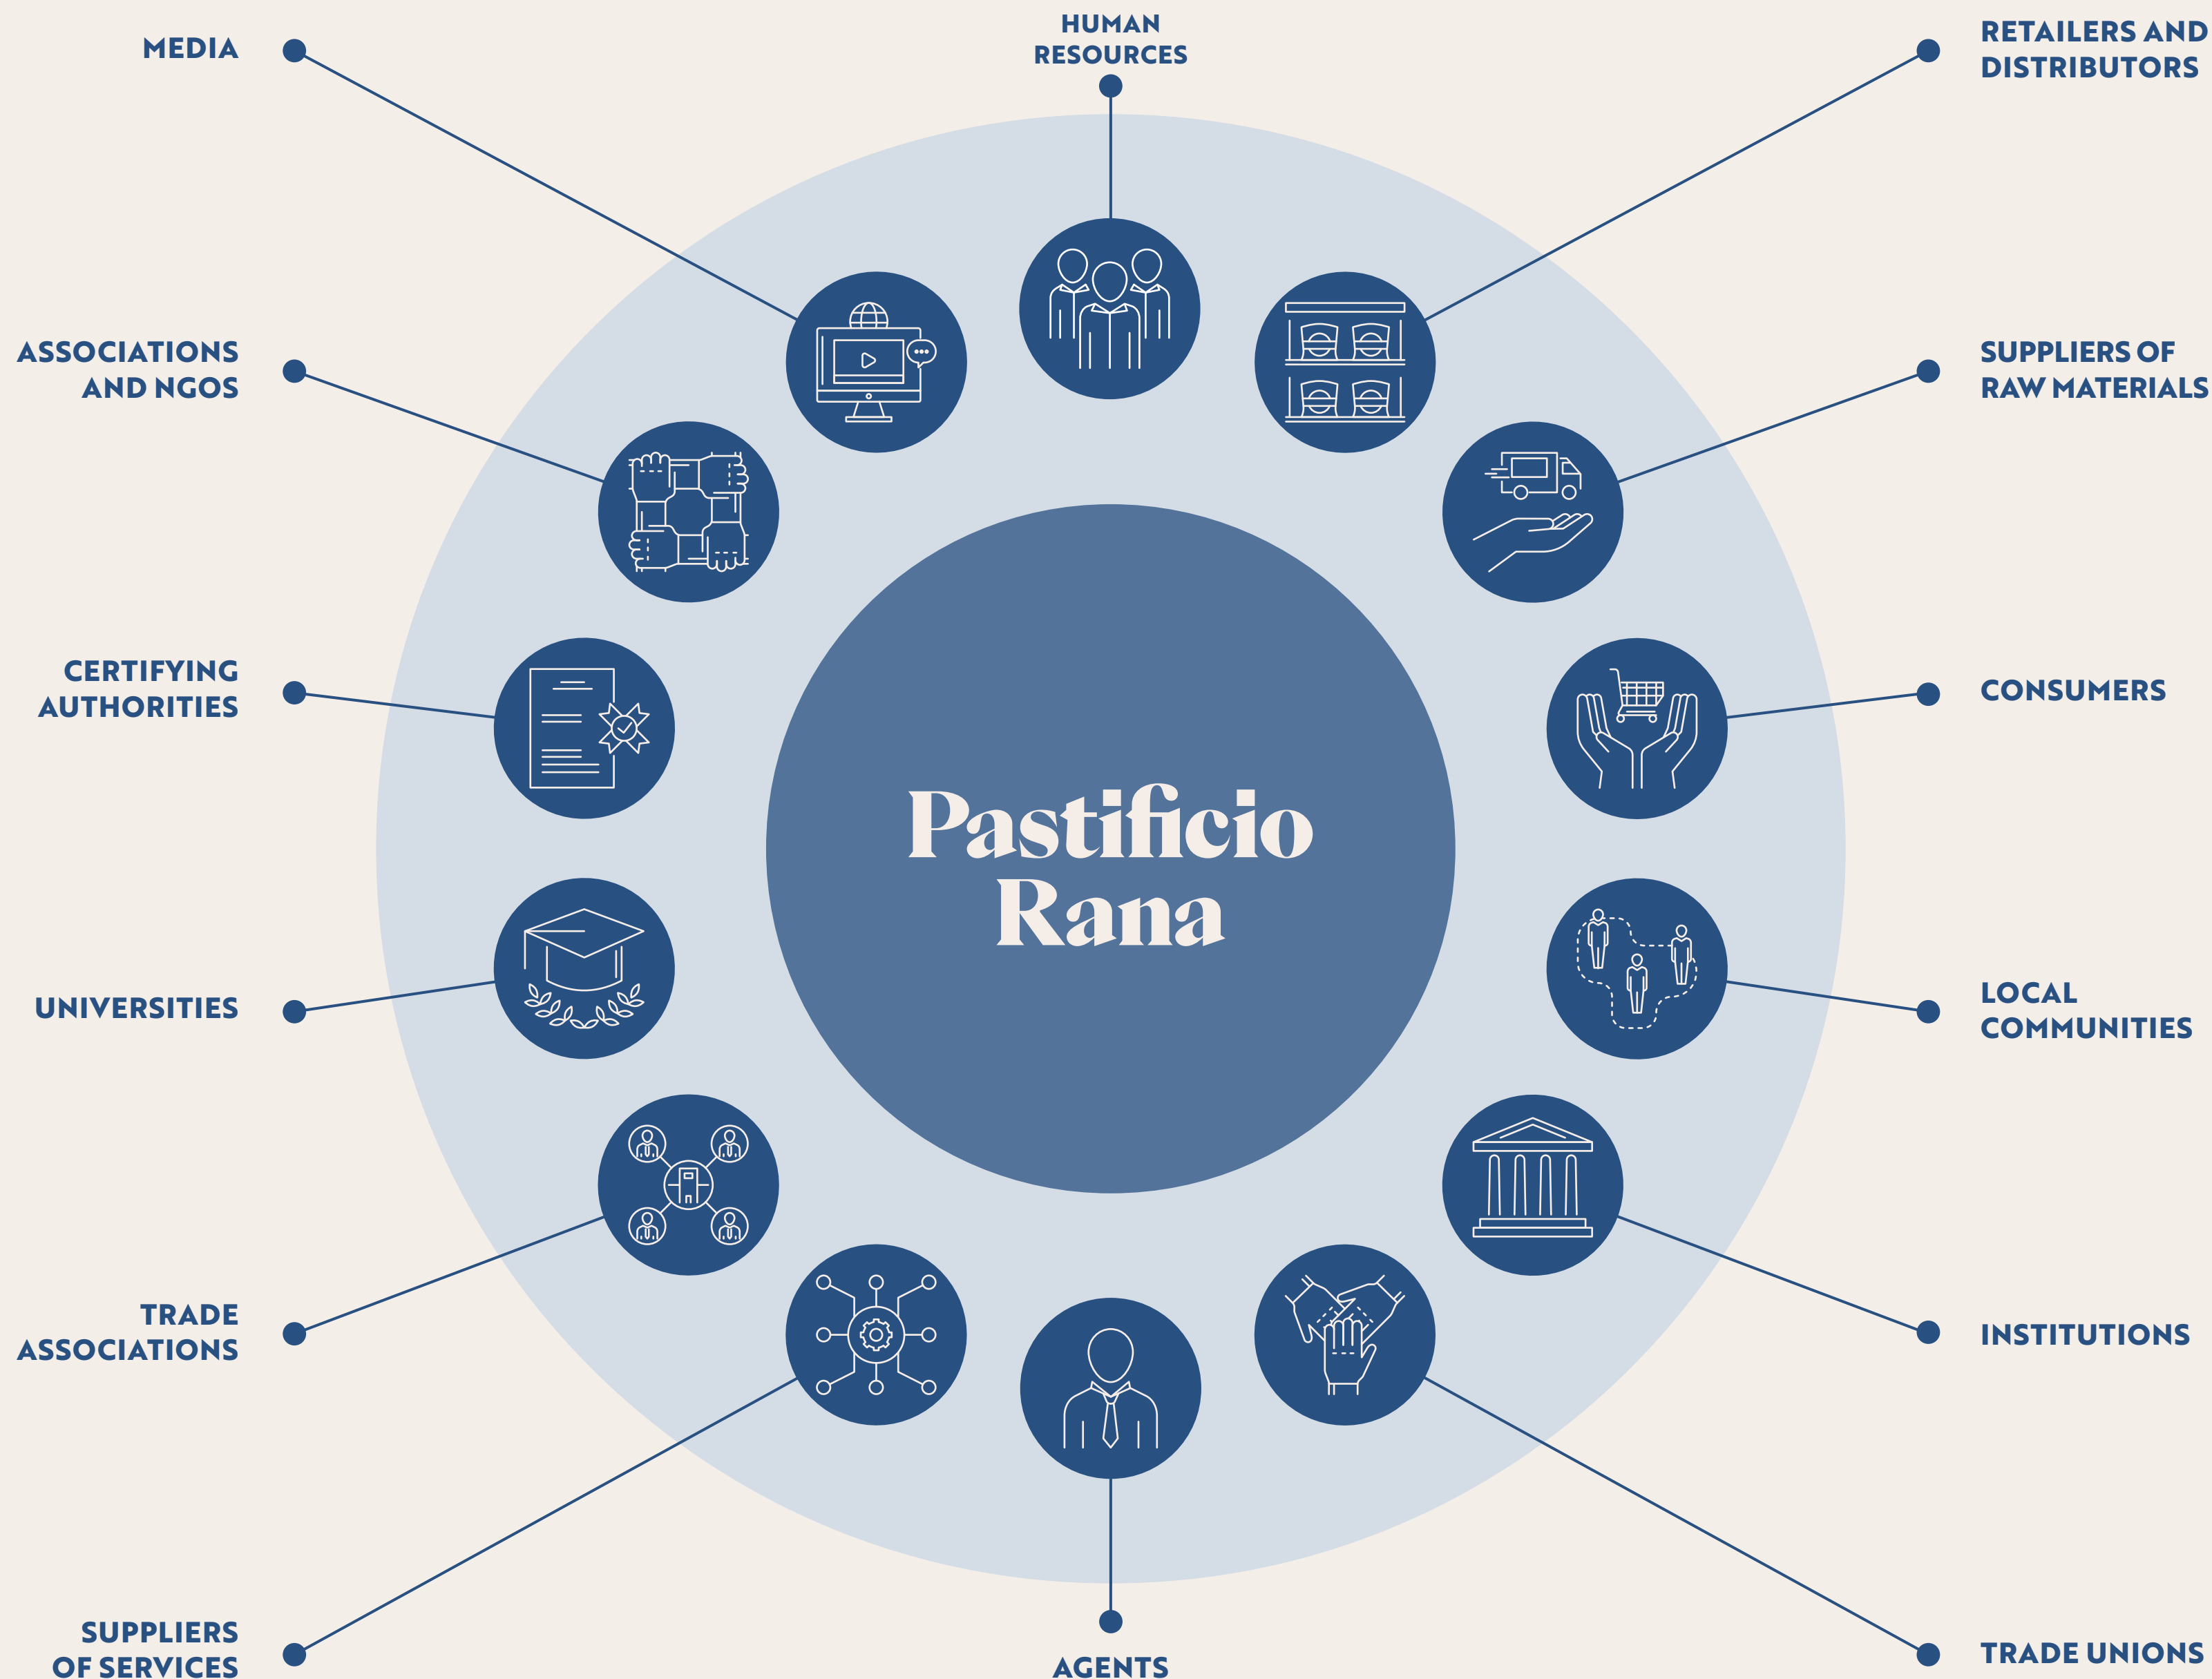 HUMAN
RESOURCES
RETAILERS AND
DISTRIBUTORS
SUPPLIERS OF
RAW MATERIALS
CONSUMERS
LOCAL
COMMUNITIES
INSTITUTIONS
TRADE UNIONS
AGENTS
SUPPLIERS
OF SERVICES
TRADE
ASSOCIATIONS
UNIVERSITIES
CERTIFYING
AUTHORITIES
ASSOCIATIONS
AND NGOS
MEDIA
Pastificio
Rana